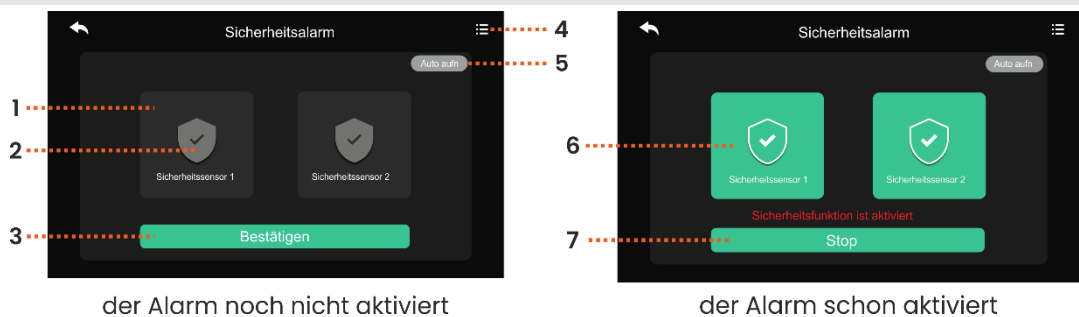 Sicherheitsalarm
4
Auto aufn
5
1
2
Sicherheitssensor 1
Sicherheitssensor 2
3
Bestätigen
der Alarm noch nicht aktiviert
Sicherheitsalarm
Auto aufn
6
Sicherheitssensor 1
Sicherheitssensor 2
Sicherheitsfunktion ist aktiviert
7
Stop
der Alarm schon aktiviert